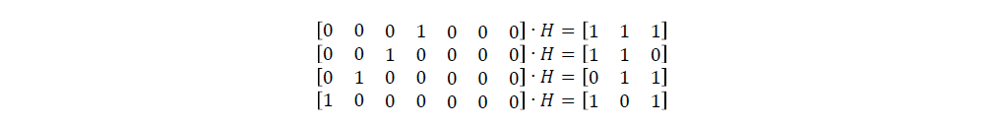 [0 0 0 1 0 0 0] · H = [1 1 1]
[0 0 1 0 0 0 0] · H = [1 1 0]
[0 1 0 0 0 0 0] · H = [0 1 1]
[1 0 0 0 0 0 0] · H = [1 0 1]